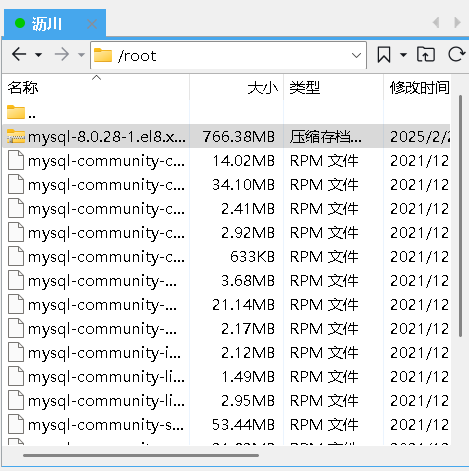 沥川
/root
名称 大小 类型 修改时间
..
mysql-8.0.28-1.el8.x... 766.38MB 压缩存档... 2025/2/2
mysql-community-c... 14.02MB RPM 文件 2021/12
mysql-community-c... 34.10MB RPM 文件 2021/12
mysql-community-c... 2.41MB RPM 文件 2021/12
mysql-community-c... 2.92MB RPM 文件 2021/12
mysql-community-c... 633KB RPM 文件 2021/12
mysql-community-... 3.68MB RPM 文件 2021/12
mysql-community-... 21.14MB RPM 文件 2021/12
mysql-community-... 2.17MB RPM 文件 2021/12
mysql-community-i... 2.12MB RPM 文件 2021/12
mysql-community-li... 1.49MB RPM 文件 2021/12
mysql-community-li... 2.95MB RPM 文件 2021/12
mysql-community-s... 53.44MB RPM 文件 2021/12